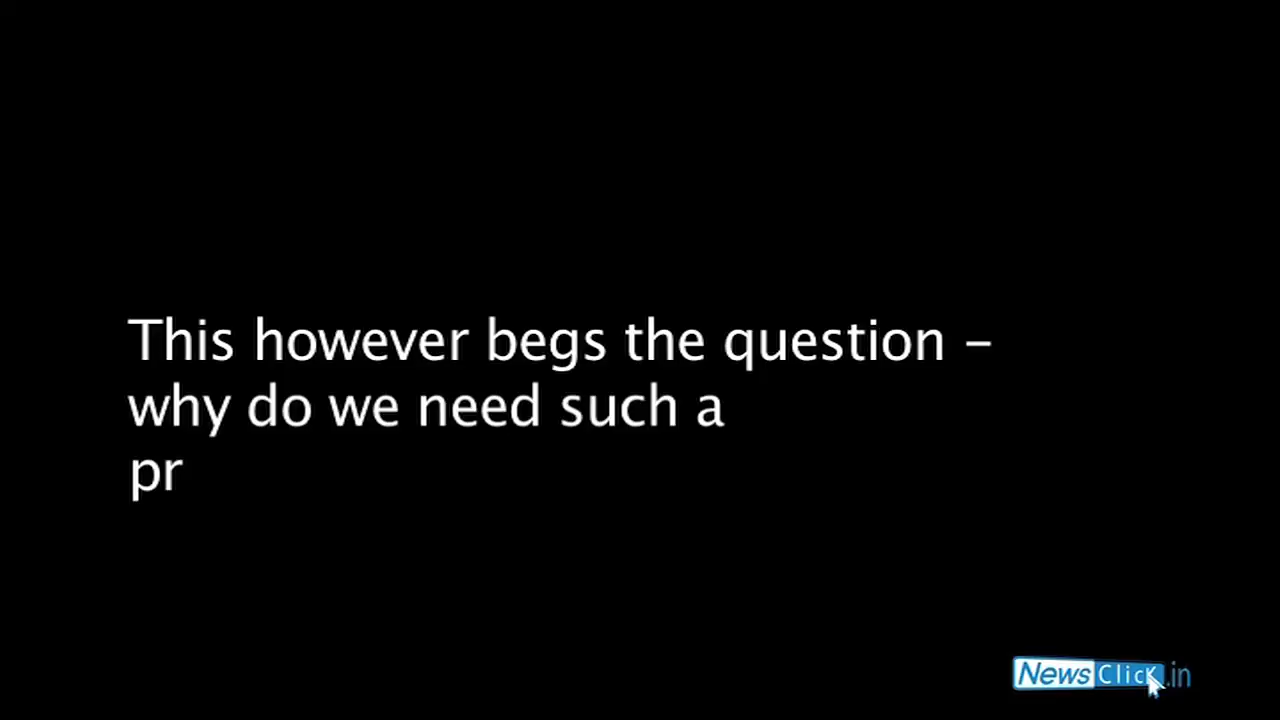 This however begs the question –
why do we need such a
pr
NewsClick.in